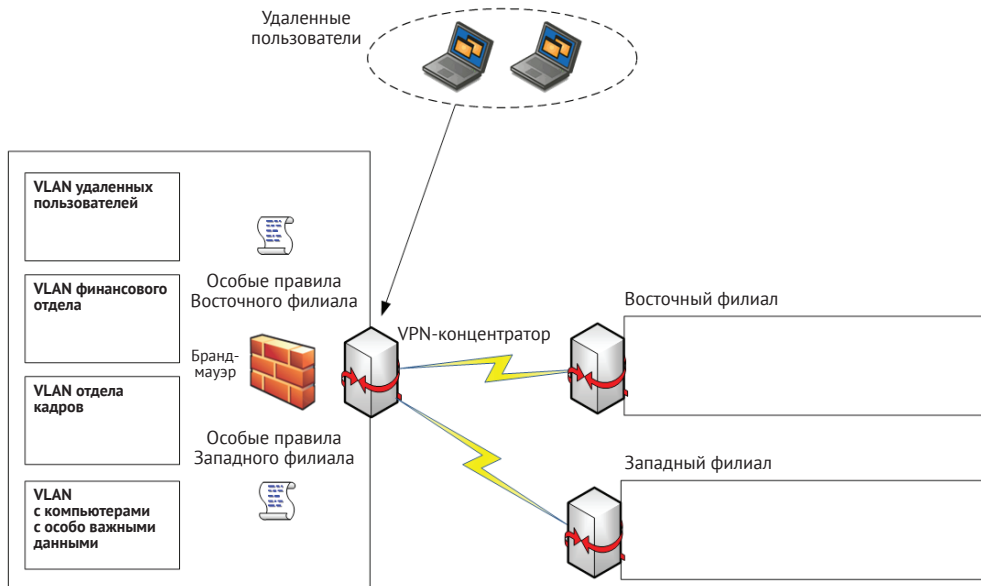 Удаленные
пользователи
VLAN удаленных
пользователей
Особые правила
Восточного филиала
VLAN финансового
отдела
Бранд-
мауэр
VPN-концентратор
Восточный филиал
VLAN отдела
кадров
Особые правила
Западного филиала
Западный филиал
VLAN
с компьютерами
с особо важными
данными